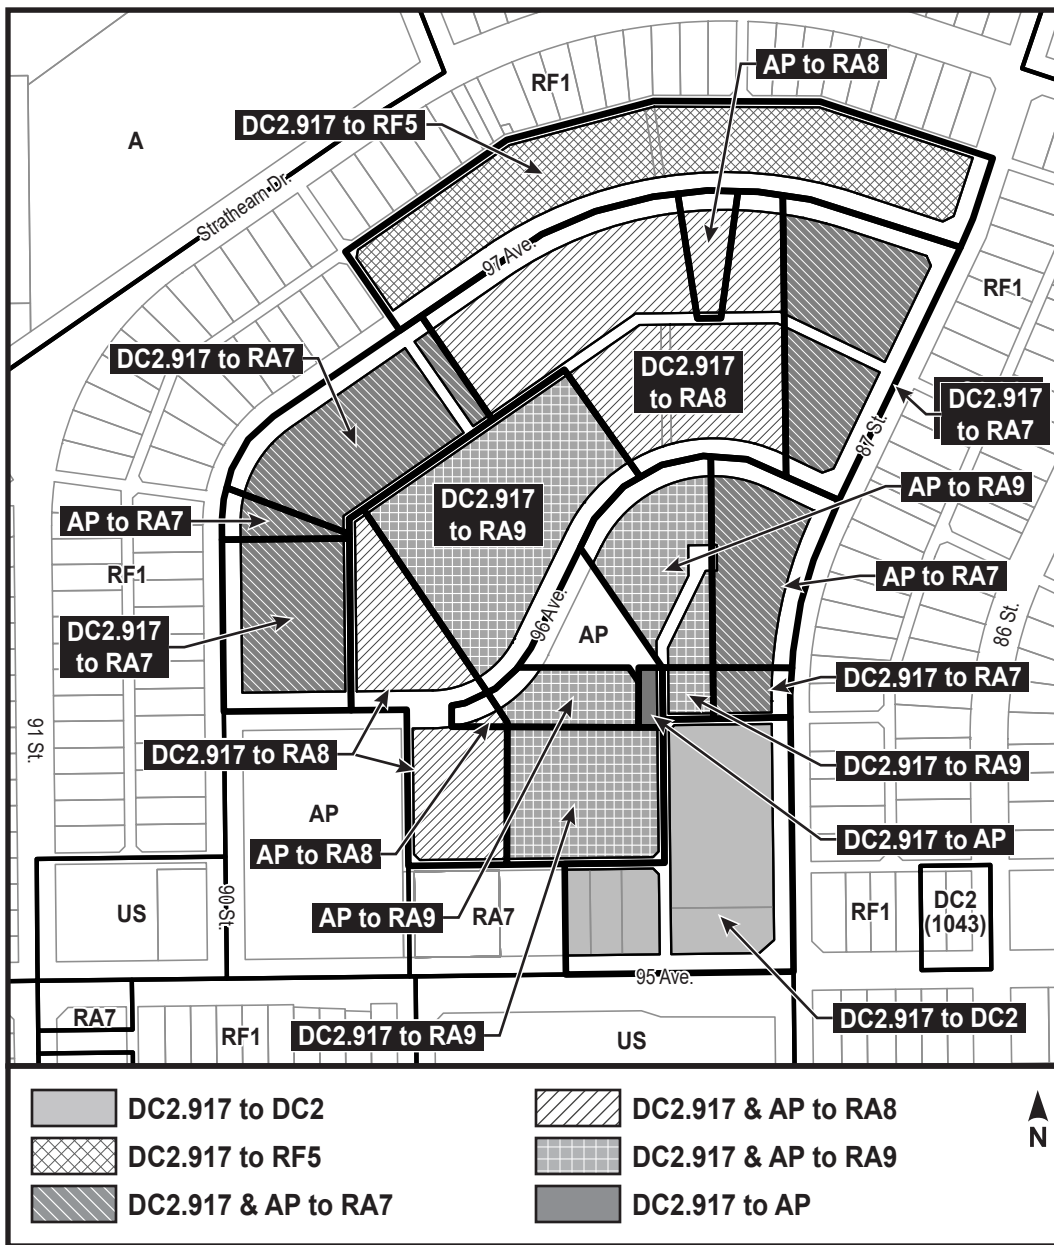 AP to RA8
RF1
DC2.917 to RF5
A
Strathearn Dr.
97 Ave.
RF1
DC2.917 to RA7
DC2.917
to RA8
DC2.917
to RA7
87 St.
AP to RA9
DC2.917
to RA9
AP to RA7
RF1
AP to RA7
96 Ave.
86 St.
DC2.917
to RA7
AP
DC2.917 to RA7
91 St.
DC2.917 to RA8
DC2.917 to RA9
AP
DC2.917 to AP
AP to RA8
90 St.
US
AP to RA9
RA7
RF1
DC2
(1043)
95 Ave.
RA7
RF1
DC2.917 to RA9
US
DC2.917 to DC2
DC2.917 to DC2
DC2.917 & AP to RA8
DC2.917 to RF5
DC2.917 & AP to RA9
DC2.917 & AP to RA7
DC2.917 to AP
N